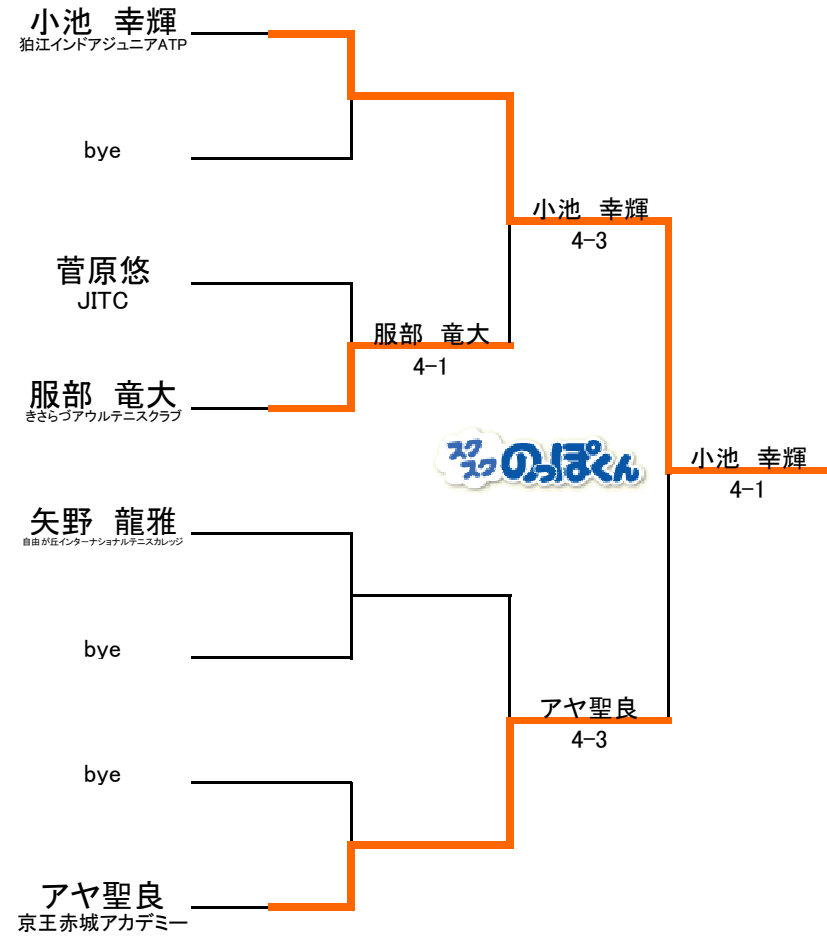 小池　幸輝
狛江インドアジュニアATP
bye
小池　幸輝
4-3
菅原悠
JITC
服部　竜大
4-1
服部　竜大
きさらづアウルテニスクラブ
スク
スク のっぽくん
小池　幸輝
4-1
矢野　龍雅
自由が丘インターナショナルテニスカレッジ
bye
アヤ聖良
4-3
bye
アヤ聖良
京王赤城アカデミー